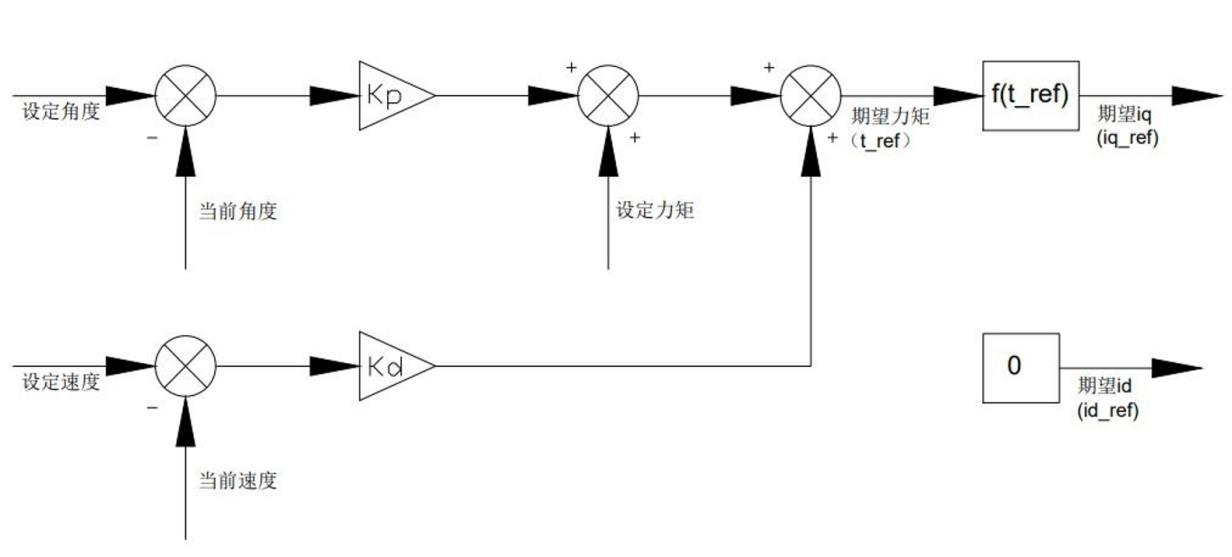 +
+
设定角度
Kp
f(t_ref)
−
+
+
期望力矩
（t_ref）
期望iq
(iq_ref)
当前角度
设定力矩
设定速度
Kd
0
−
期望id
(id_ref)
当前速度